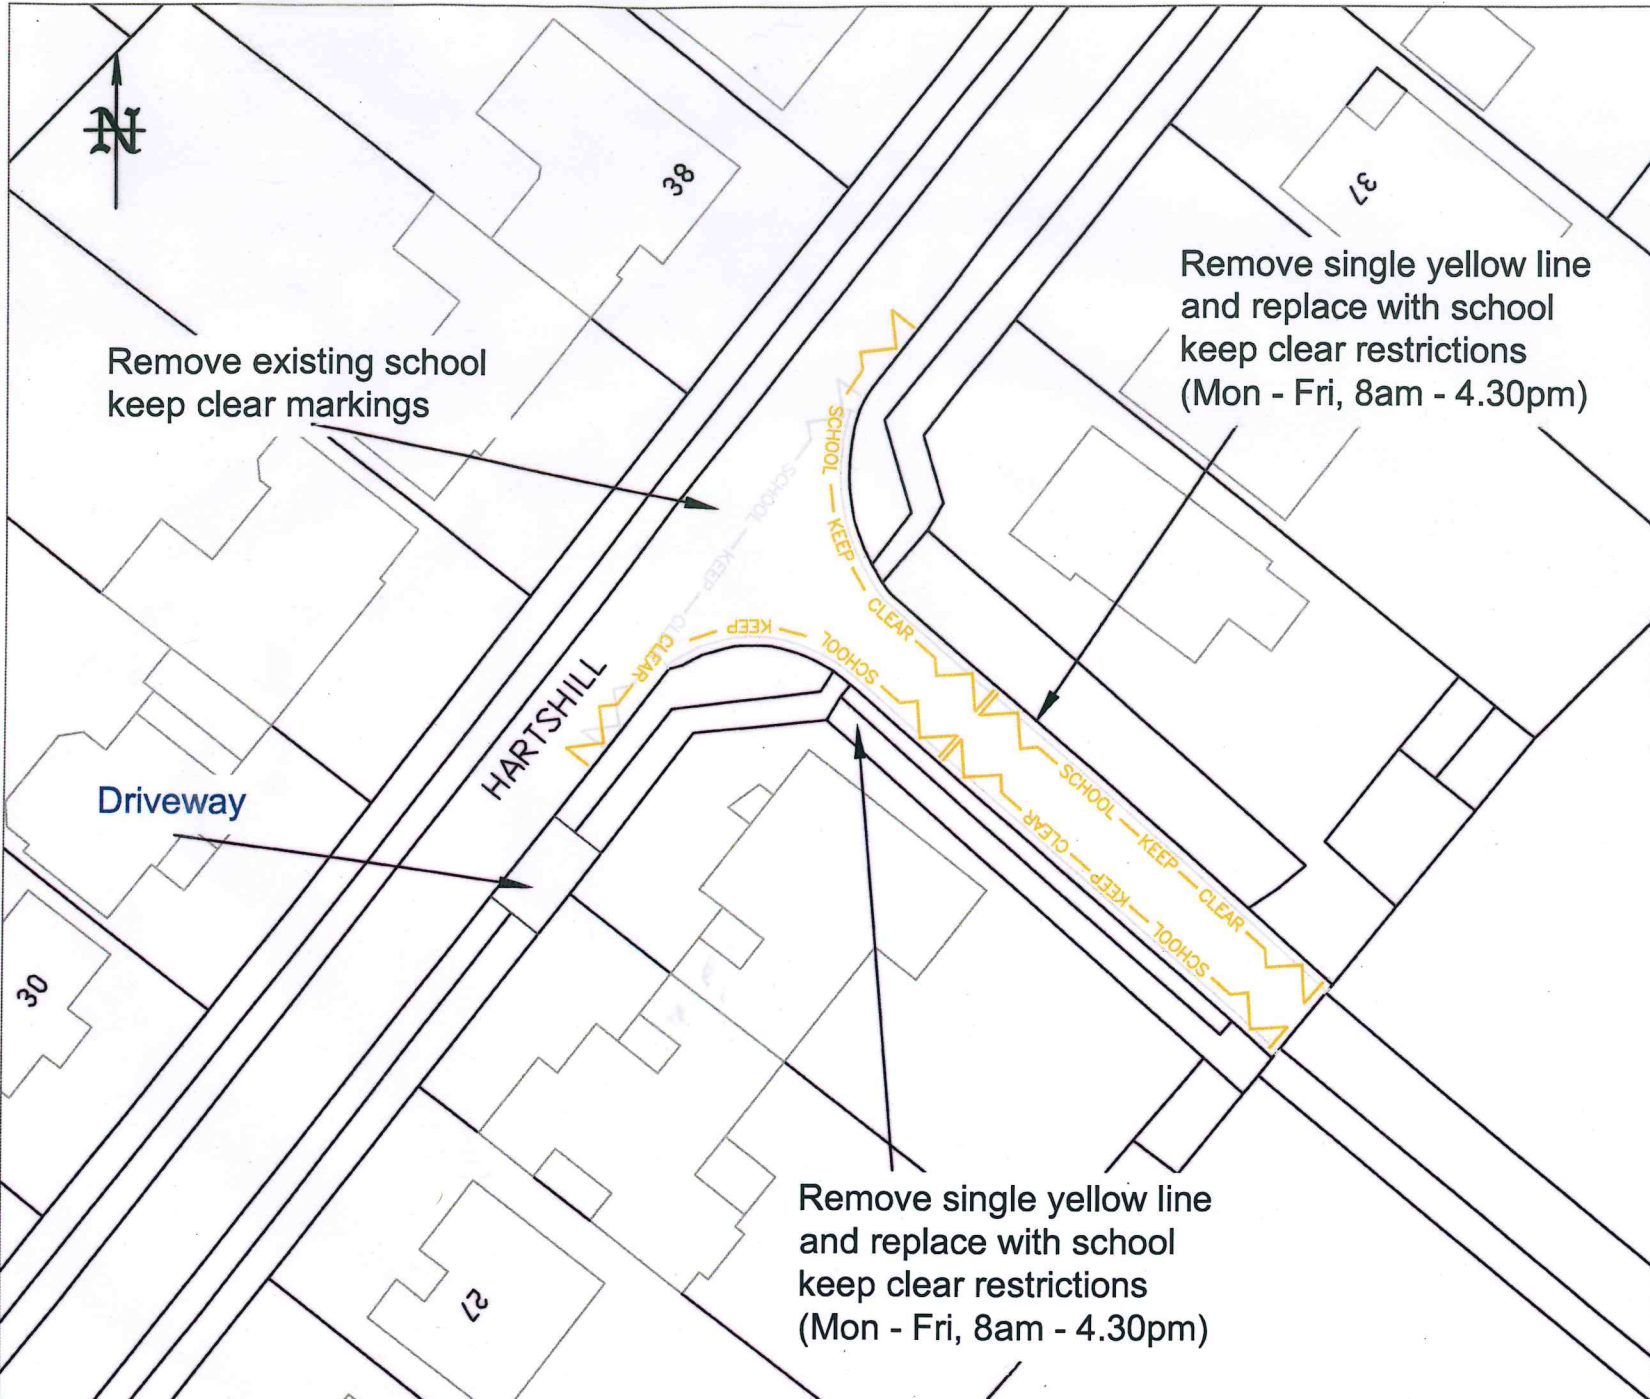 N
38
37
Remove single yellow line
and replace with school
keep clear restrictions
(Mon - Fri, 8am - 4.30pm)
Remove existing school
keep clear markings
SCHOOL — KEEP — CLEAR
SCHOOL — KEEP — CLEAR
SCHOOL — KEEP — CLEAR
HARTSHILL
SCHOOL — KEEP — CLEAR
SCHOOL — KEEP — CLEAR
Driveway
30
Remove single yellow line
and replace with school
keep clear restrictions
(Mon - Fri, 8am - 4.30pm)
27